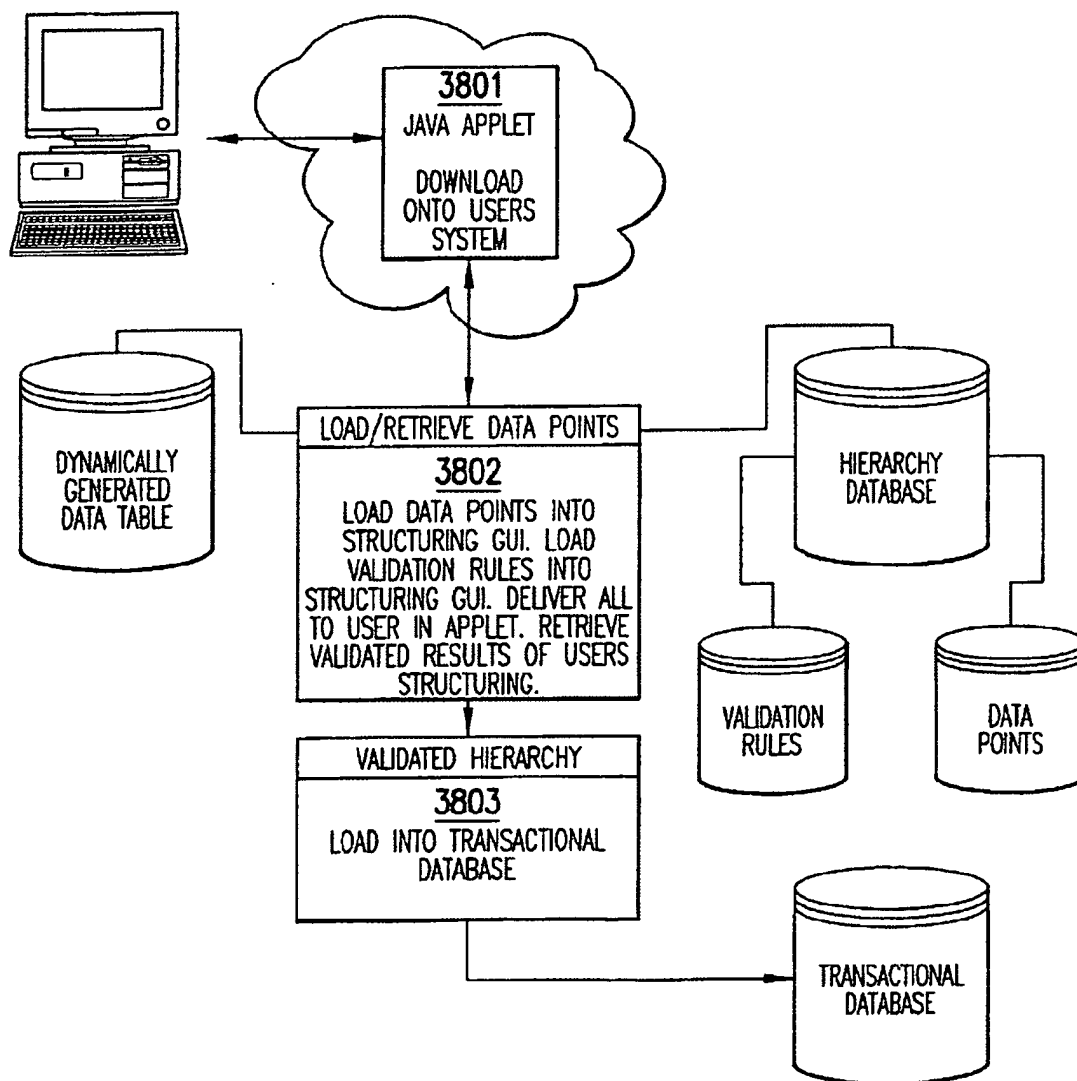 3801
JAVA APPLET
DOWNLOAD
ONTO USERS
SYSTEM
DYNAMICALLY
GENERATED
DATA TABLE
LOAD/RETRIEVE DATA POINTS
3802
LOAD DATA POINTS INTO
STRUCTURING GUI. LOAD
VALIDATION RULES INTO
STRUCTURING GUI. DELIVER ALL
TO USER IN APPLET. RETRIEVE
VALIDATED RESULTS OF USERS
STRUCTURING.
HIERARCHY
DATABASE
VALIDATION
RULES
DATA
POINTS
VALIDATED HIERARCHY
3803
LOAD INTO TRANSACTIONAL
DATABASE
TRANSACTIONAL
DATABASE